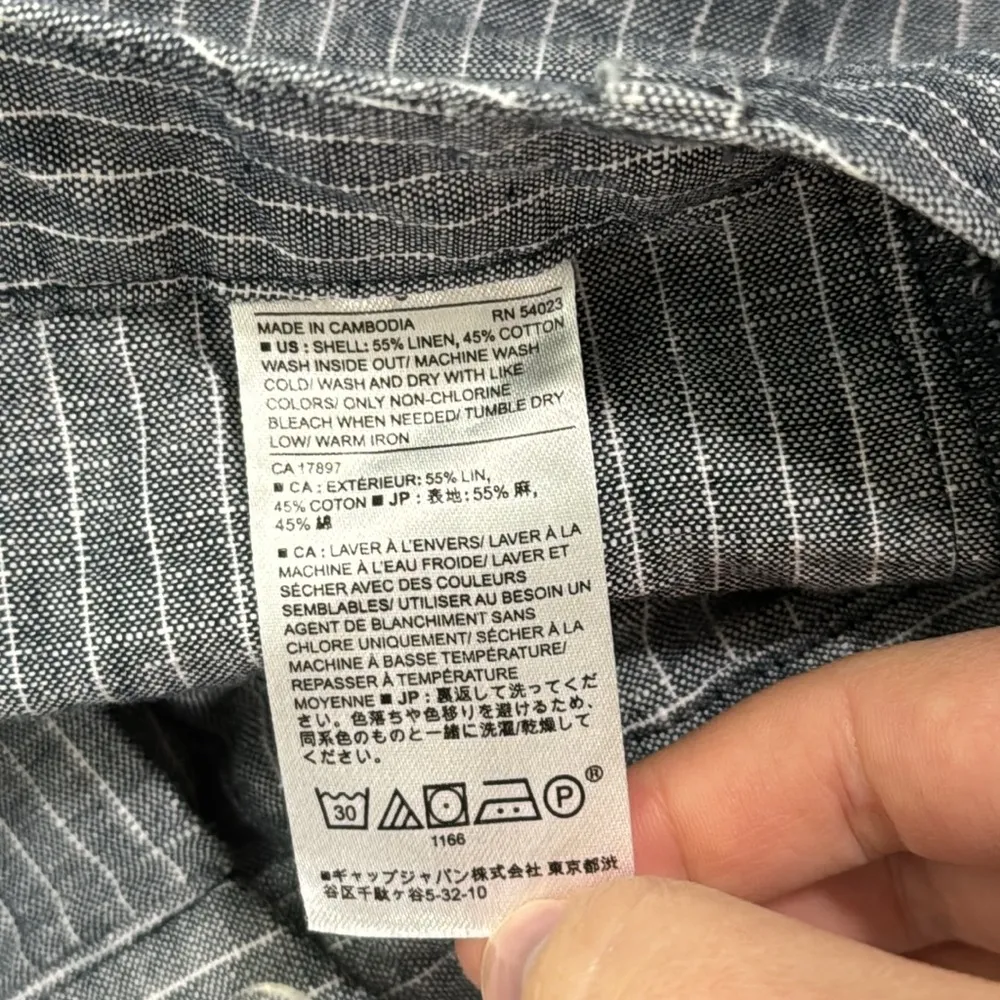 MADE IN CAMBODIA RN 54023
■ US : SHELL: 55% LINEN, 45% COTTON
WASH INSIDE OUT/ MACHINE WASH
COLD/ WASH AND DRY WITH LIKE
COLORS/ ONLY NON-CHLORINE
BLEACH WHEN NEEDED/ TUMBLE DRY
LOW/ WARM IRON
CA 17897
■ CA : EXTÉRIEUR: 55% LIN,
45% COTON ■ JP : 表地: 55% 麻,
45% 綿
■ CA : LAVER À L'ENVERS/ LAVER À LA
MACHINE À L'EAU FROIDE/ LAVER ET
SÉCHER AVEC DES COULEURS
SEMBLABLES/ UTILISER AU BESOIN UN
AGENT DE BLANCHIMENT SANS
CHLORE UNIQUEMENT/ SÉCHER À LA
MACHINE À BASSE TEMPÉRATURE/
REPASSER À TEMPÉRATURE
MOYENNE ■ JP : 裏返して洗ってくだ
さい。色落ちや色移りを避けるため、
同系色のものと一緒に洗濯/乾燥して
ください。
30 P ®
1166
■ギャップジャパン株式会社 東京都渋
谷区千駄ヶ谷5-32-10